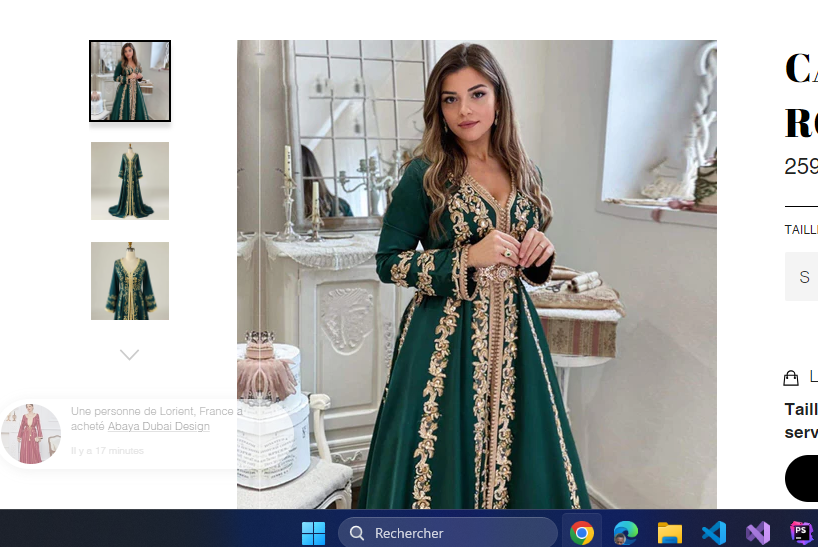 CA
RO
259
TAILL
S
L
Taill
serv
Une personne de Lorient, France a
acheté Abaya Dubai Design
Il y a 17 minutes
Rechercher
PS